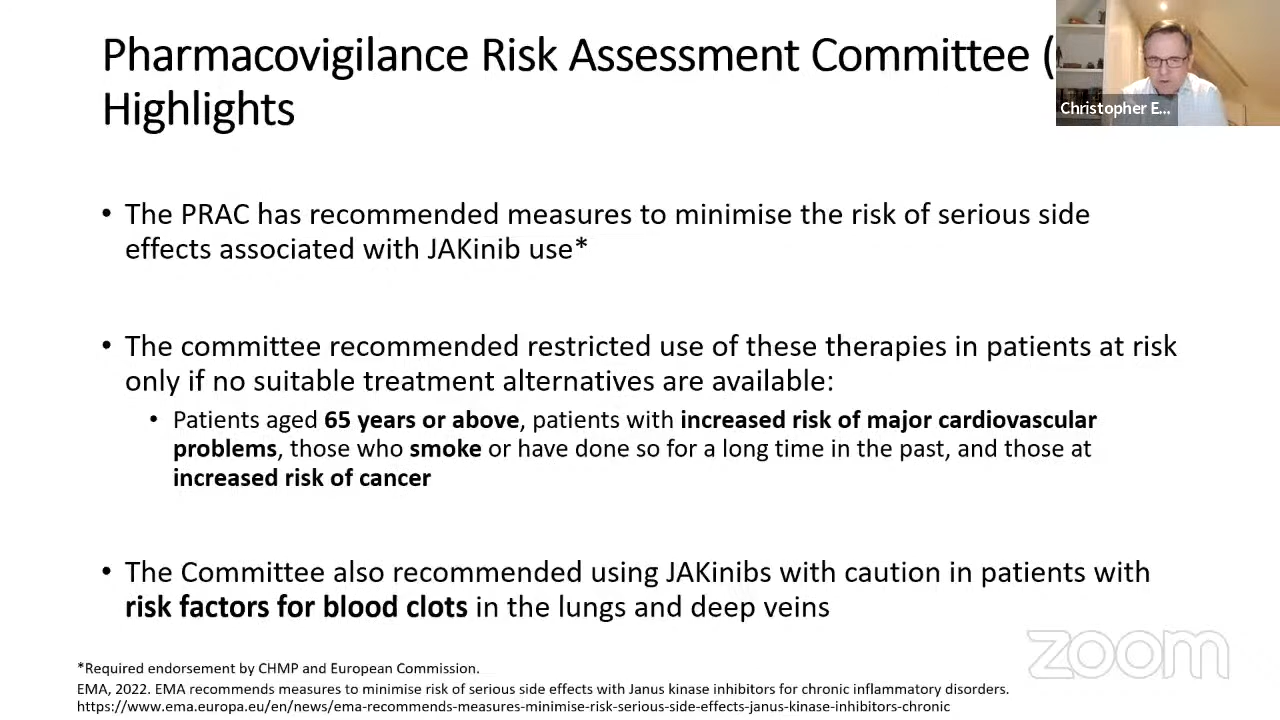 Pharmacovigilance Risk Assessment Committee (
Highlights
Christopher E...
• The PRAC has recommended measures to minimise the risk of serious side
effects associated with JAKinib use*
• The committee recommended restricted use of these therapies in patients at risk
only if no suitable treatment alternatives are available:
• Patients aged 65 years or above, patients with increased risk of major cardiovascular
problems, those who smoke or have done so for a long time in the past, and those at
increased risk of cancer
• The Committee also recommended using JAKinibs with caution in patients with
risk factors for blood clots in the lungs and deep veins
zoom
*Required endorsement by CHMP and European Commission.
EMA, 2022. EMA recommends measures to minimise risk of serious side effects with Janus kinase inhibitors for chronic inflammatory disorders.
https://www.ema.europa.eu/en/news/ema-recommends-measures-minimise-risk-serious-side-effects-janus-kinase-inhibitors-chronic